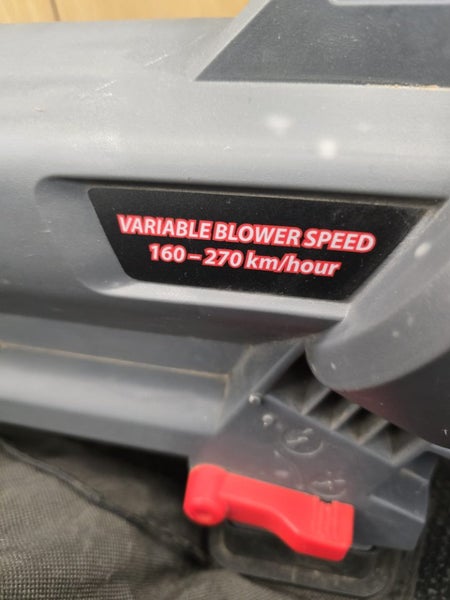 VARIABLE BLOWER SPEED
160 – 270 km/hour